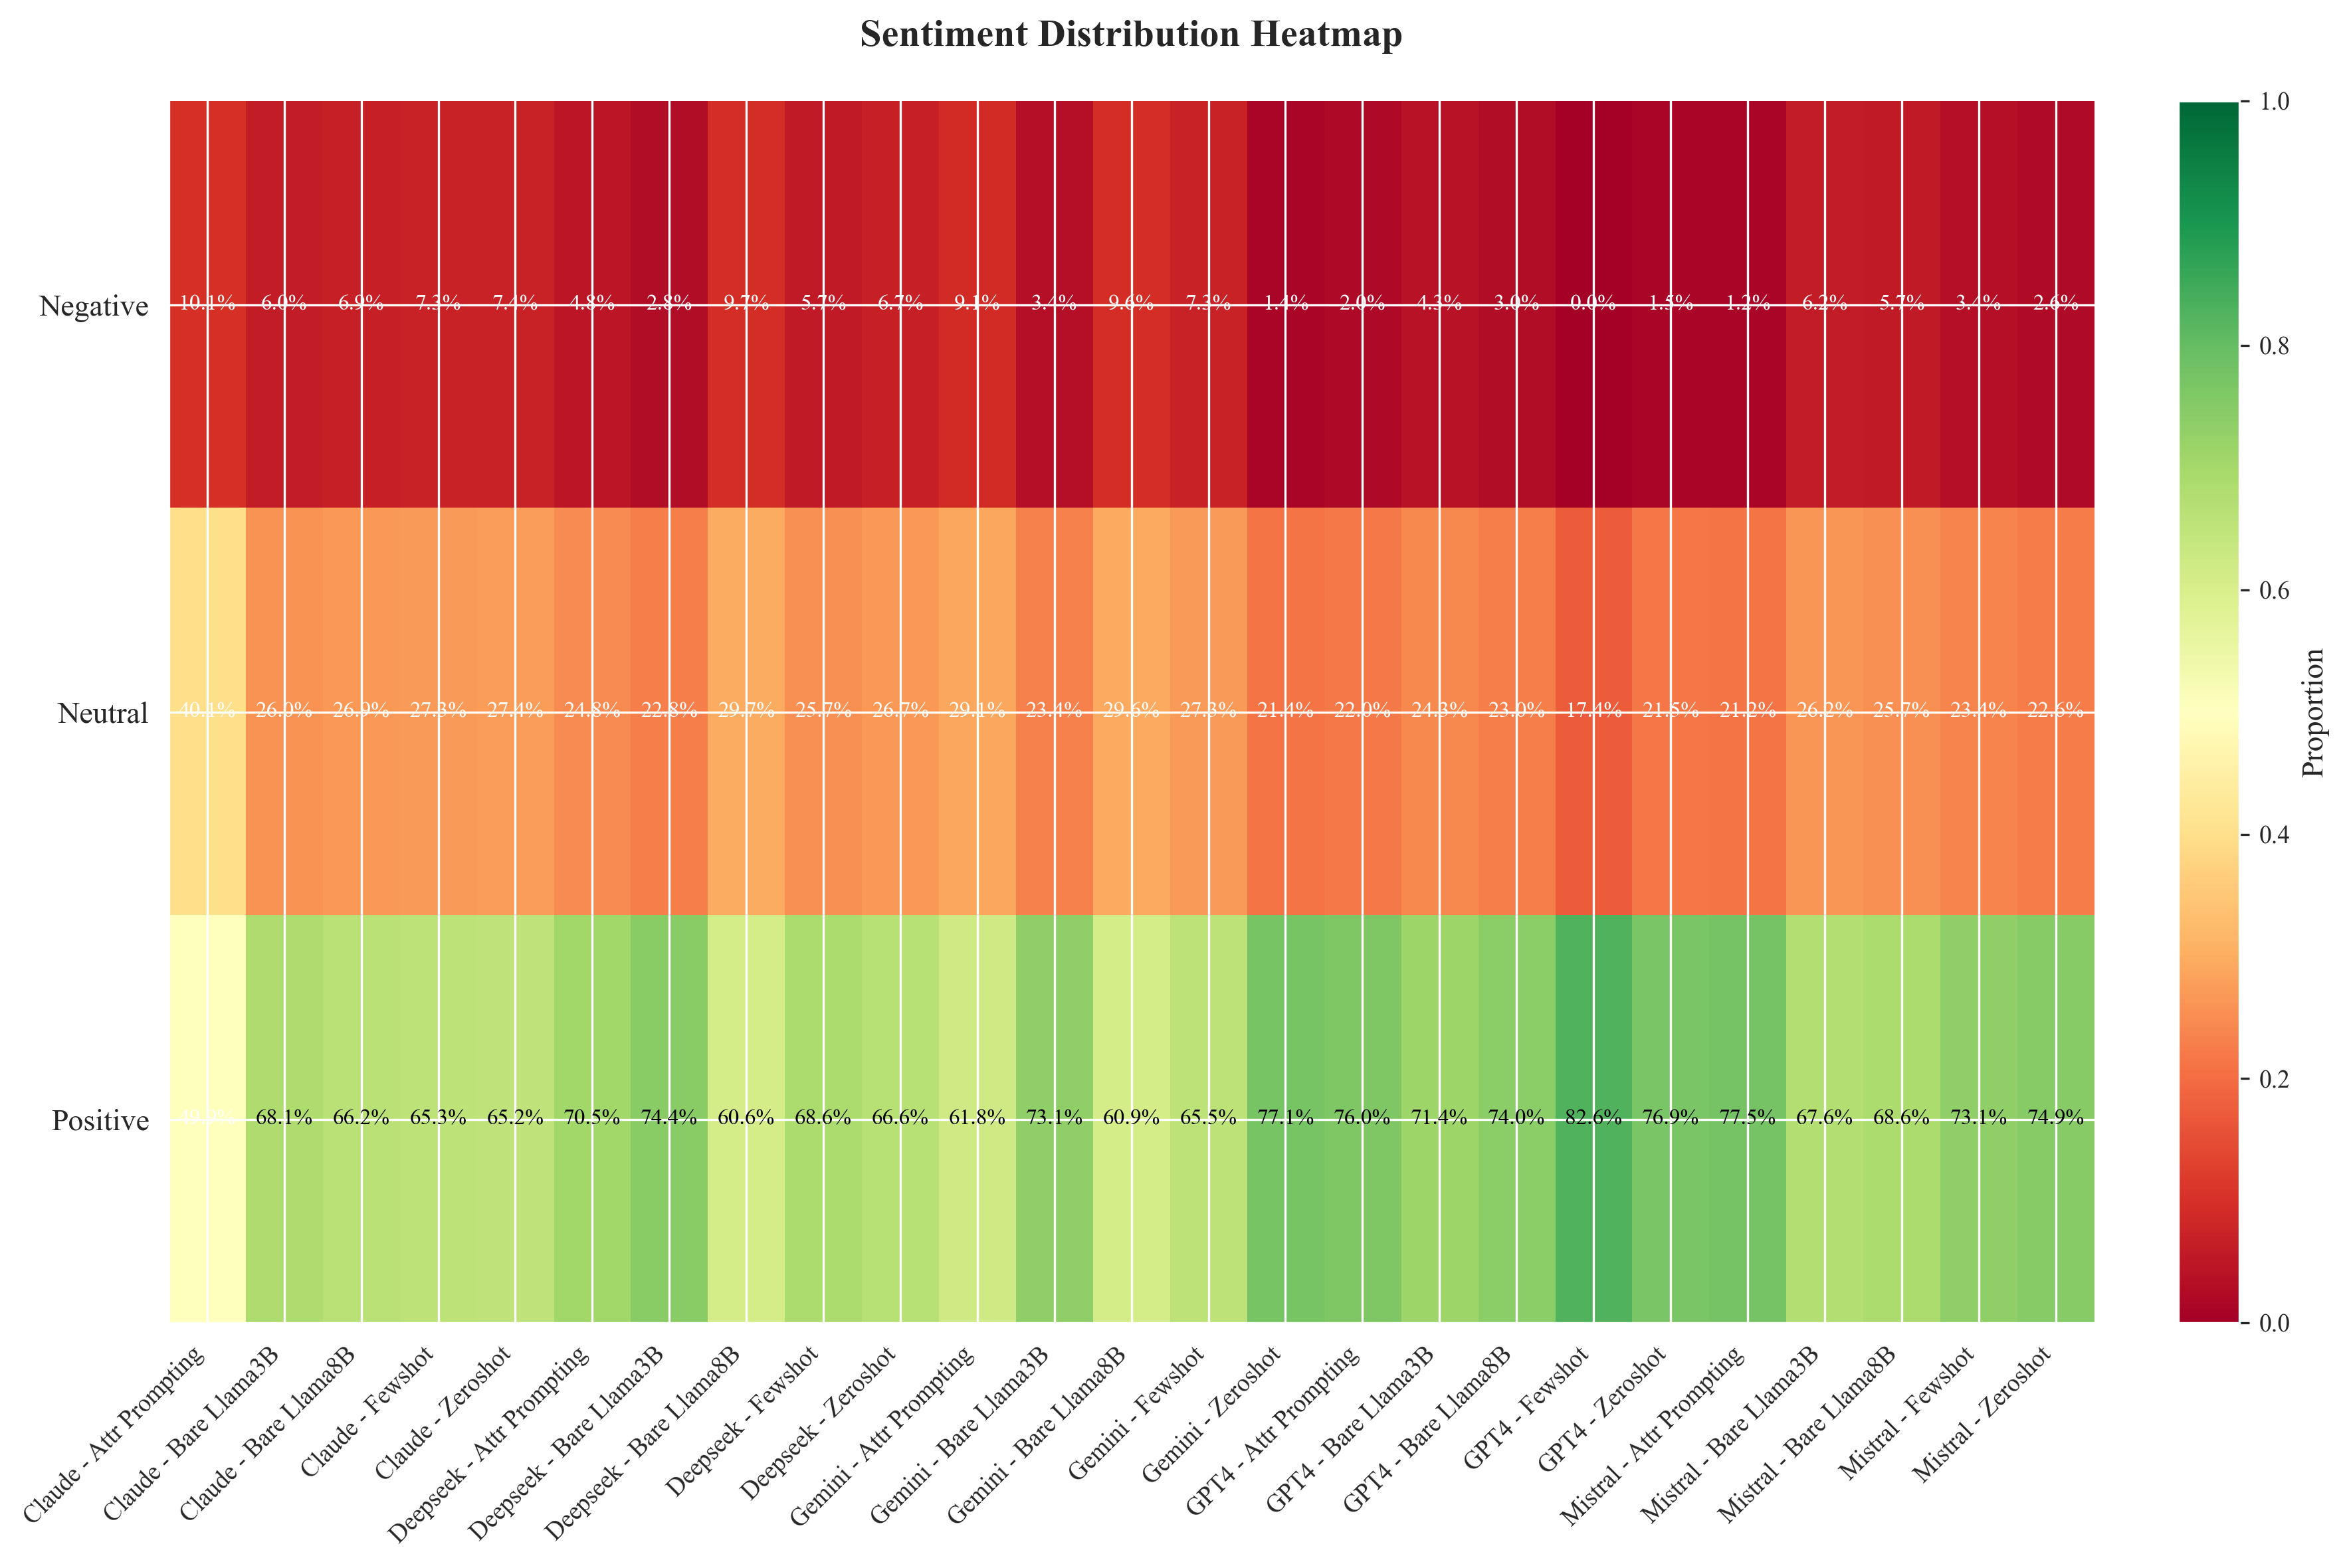 Sentiment Distribution Heatmap
Negative 10.1% 6.0% 6.9% 7.3% 7.4% 4.8% 2.8% 9.7% 5.7% 6.7% 9.1% 3.4% 9.6% 7.3% 1.4% 2.0% 4.3% 3.0% 0.0% 1.5% 1.2% 6.2% 5.7% 3.4% 2.6%
Neutral 40.1% 26.0% 26.9% 27.3% 27.4% 24.8% 22.8% 29.7% 25.7% 26.7% 29.1% 23.4% 29.6% 27.3% 21.4% 22.0% 24.3% 23.0% 17.4% 21.5% 21.2% 26.2% 25.7% 23.4% 22.6%
Positive 68.1% 66.2% 65.3% 65.2% 70.5% 74.4% 60.6% 68.6% 66.6% 61.8% 73.1% 60.9% 65.5% 77.1% 76.0% 71.4% 74.0% 82.6% 76.9% 77.5% 67.6% 68.6% 73.1% 74.9%
Claude - Attr Prompting
Claude - Bare Llama3B
Claude - Bare Llama8B
Claude - Fewshot
Claude - Zeroshot
Deepseek - Attr Prompting
Deepseek - Bare Llama3B
Deepseek - Bare Llama8B
Deepseek - Fewshot
Deepseek - Zeroshot
Gemini - Attr Prompting
Gemini - Bare Llama3B
Gemini - Bare Llama8B
Gemini - Fewshot
Gemini - Zeroshot
GPT4 - Attr Prompting
GPT4 - Bare Llama3B
GPT4 - Bare Llama8B
GPT4 - Fewshot
GPT4 - Zeroshot
Mistral - Attr Prompting
Mistral - Bare Llama3B
Mistral - Bare Llama8B
Mistral - Fewshot
Mistral - Zeroshot
1.0
0.8
0.6
0.4
0.2
0.0
Proportion